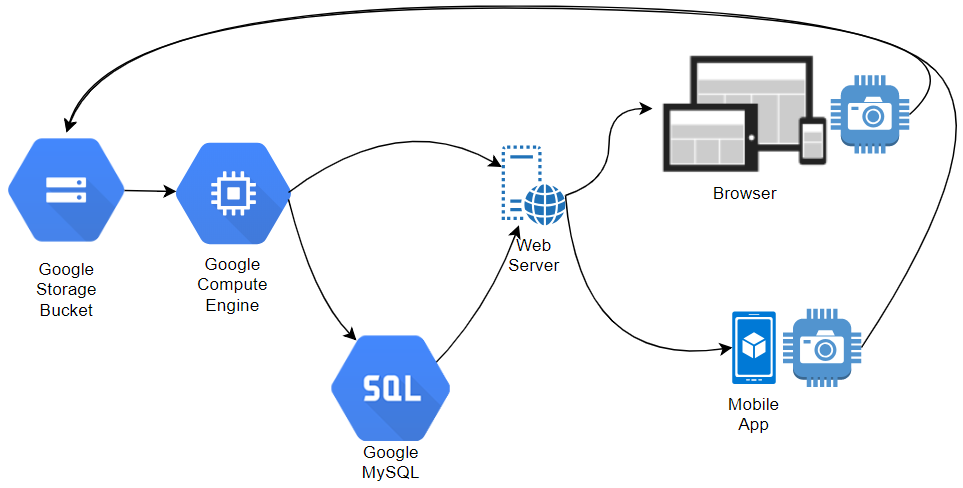 Google
Storage
Bucket
Google
Compute
Engine
SQL
Google
MySQL
Web
Server
Browser
Mobile
App